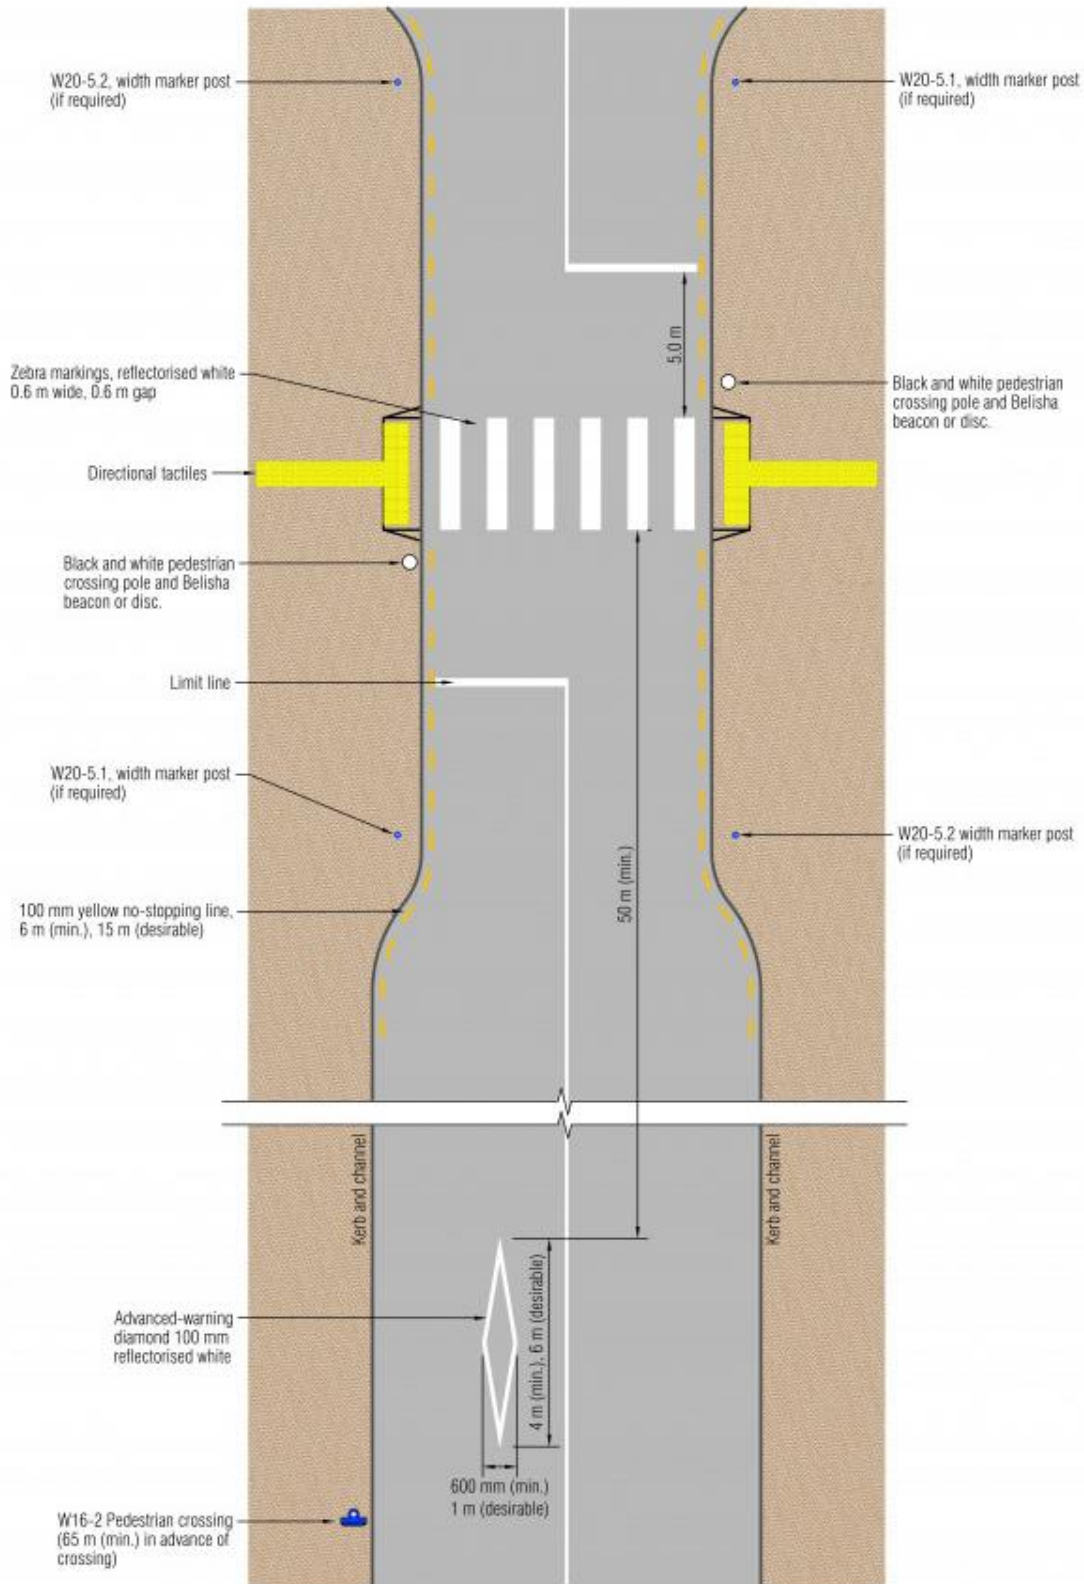 W20-5.2, width marker post
(if required)
W20-5.1, width marker post
(if required)
5.0 m
Zebra markings, reflectorised white
0.6 m wide, 0.6 m gap
Black and white pedestrian
crossing pole and Belisha
beacon or disc.
Directional tactiles
Black and white pedestrian
crossing pole and Belisha
beacon or disc.
Limit line
W20-5.1, width marker post
(if required)
W20-5.2 width marker post
(if required)
50 m (min.)
100 mm yellow no-stopping line,
6 m (min.), 15 m (desirable)
Kerb and channel
Kerb and channel
Advanced-warning
diamond 100 mm
reflectorised white
4 m (min.), 6 m (desirable)
600 mm (min.)
1 m (desirable)
W16-2 Pedestrian crossing
(65 m (min.) in advance of
crossing)